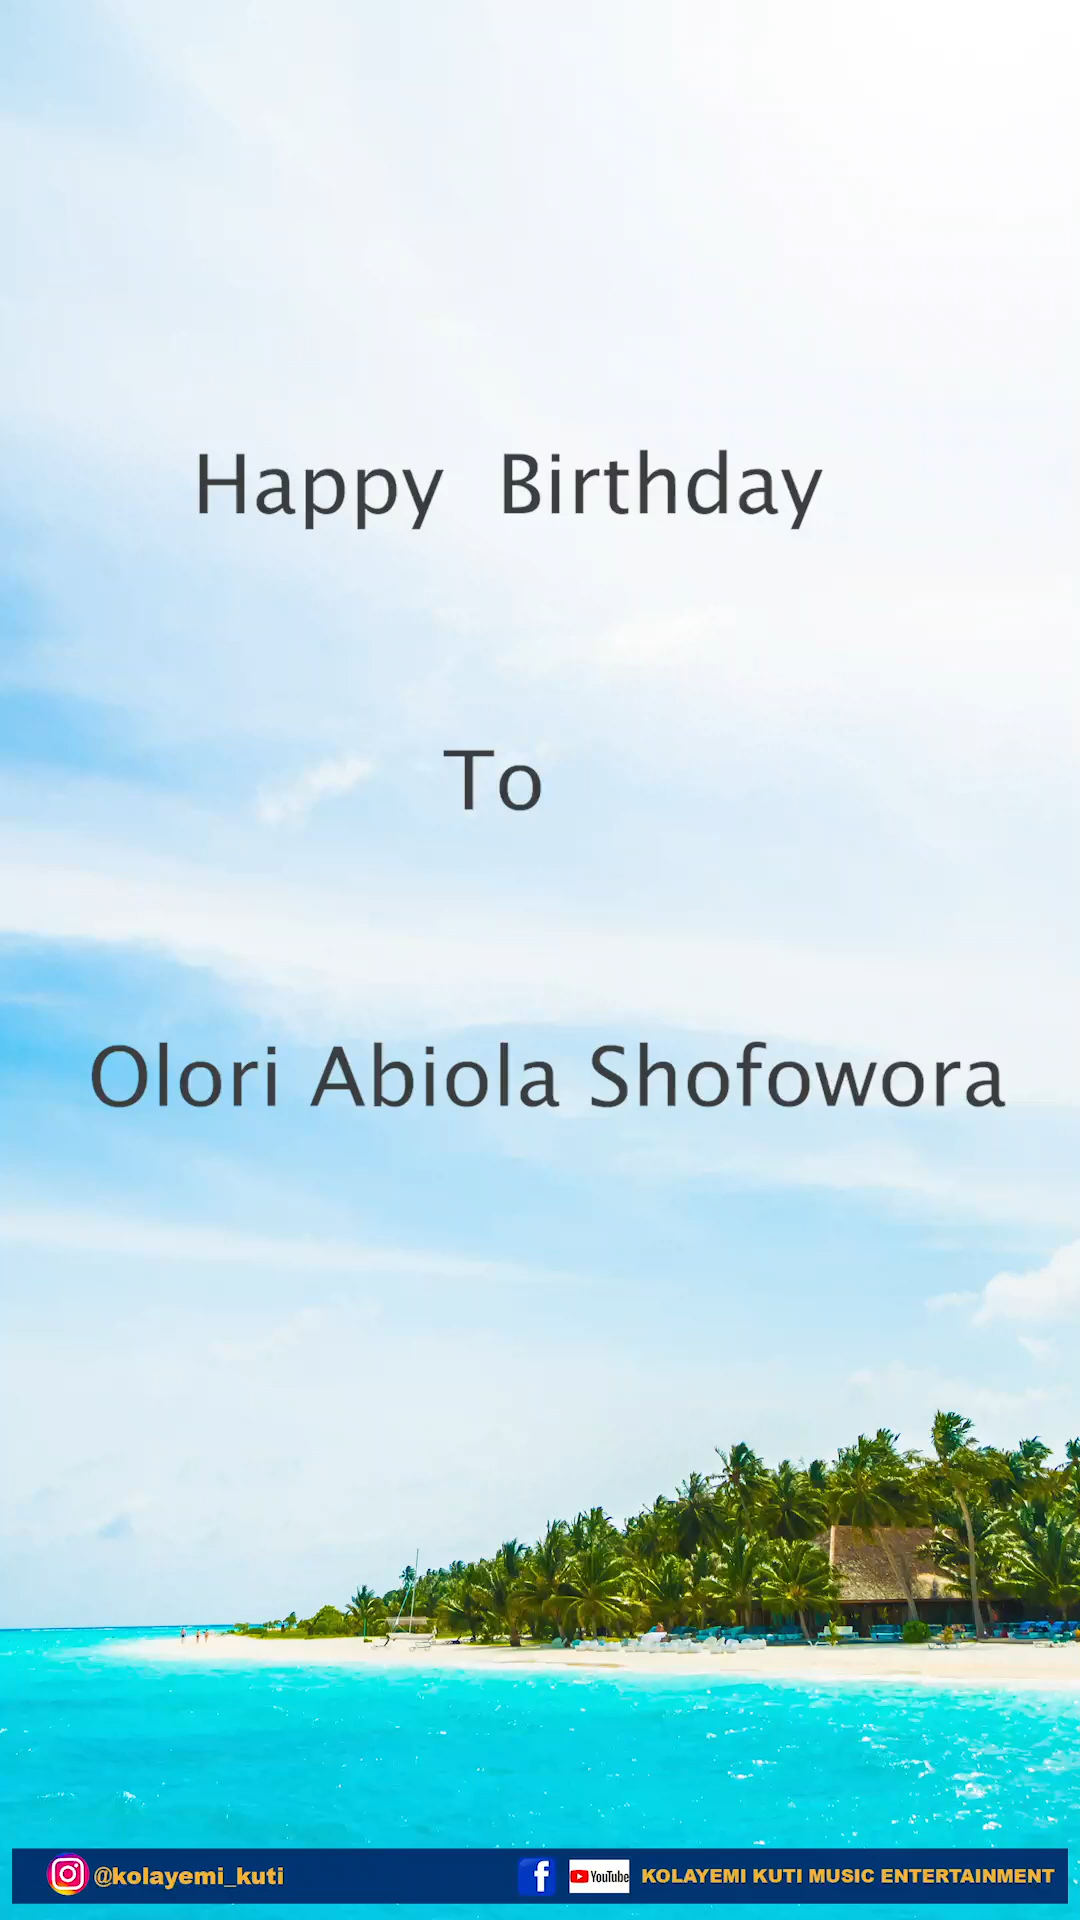 Happy Birthday
To
Olori Abiola Shofowora
@kolayemi_kuti
YouTube KOLAYEMI KUTI MUSIC ENTERTAINMENT